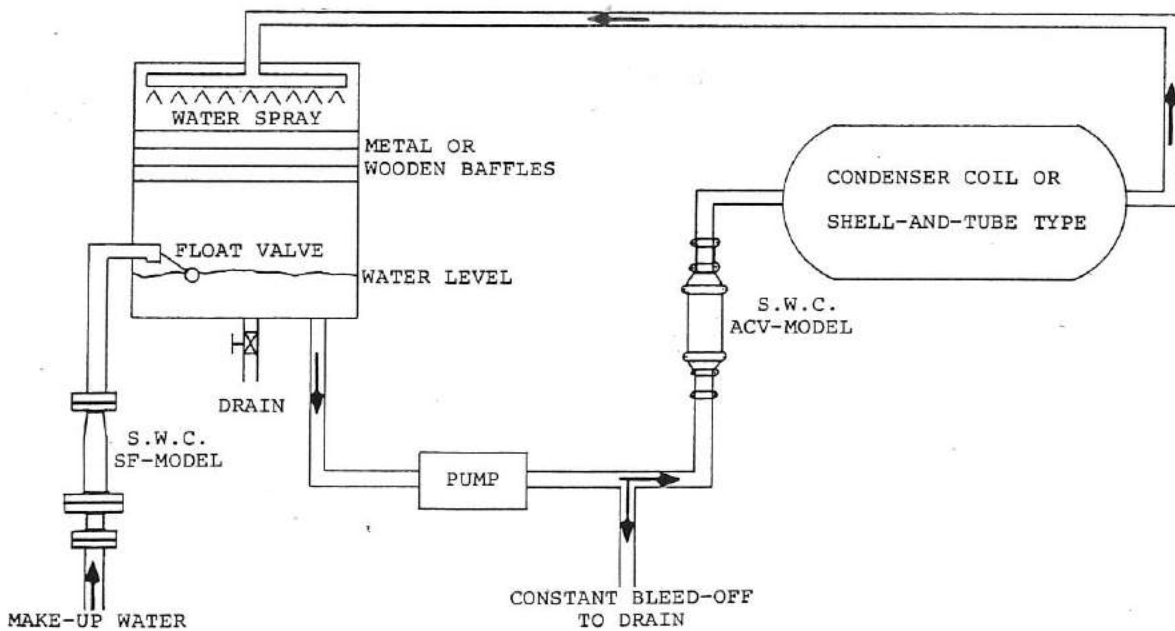 WATER SPRAY
METAL OR
WOODEN BAFFLES
CONDENSER COIL OR
SHELL-AND-TUBE TYPE
FLOAT VALVE
WATER LEVEL
S.W.C.
ACV-MODEL
DRAIN
S.W.C.
SF-MODEL
PUMP
MAKE-UP WATER
CONSTANT BLEED-OFF
TO DRAIN